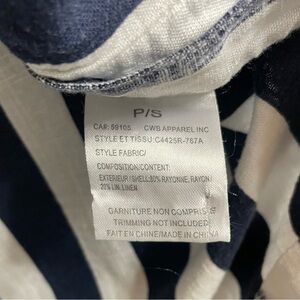 P/S
CA#: 59105 CWB APPAREL INC
STYLE ET TISSU: C4425R-767A
STYLE FABRIC/
COMPOSITION/CONTENT:
EXTERIEUR/SHELL:80% RAYONNE, RAYON
20% LIN, LINEN
GARNITURE NON COMPRISE
TRIMMING NOT INCLUDED
FAIT EN CHINE/MADE IN CHINA